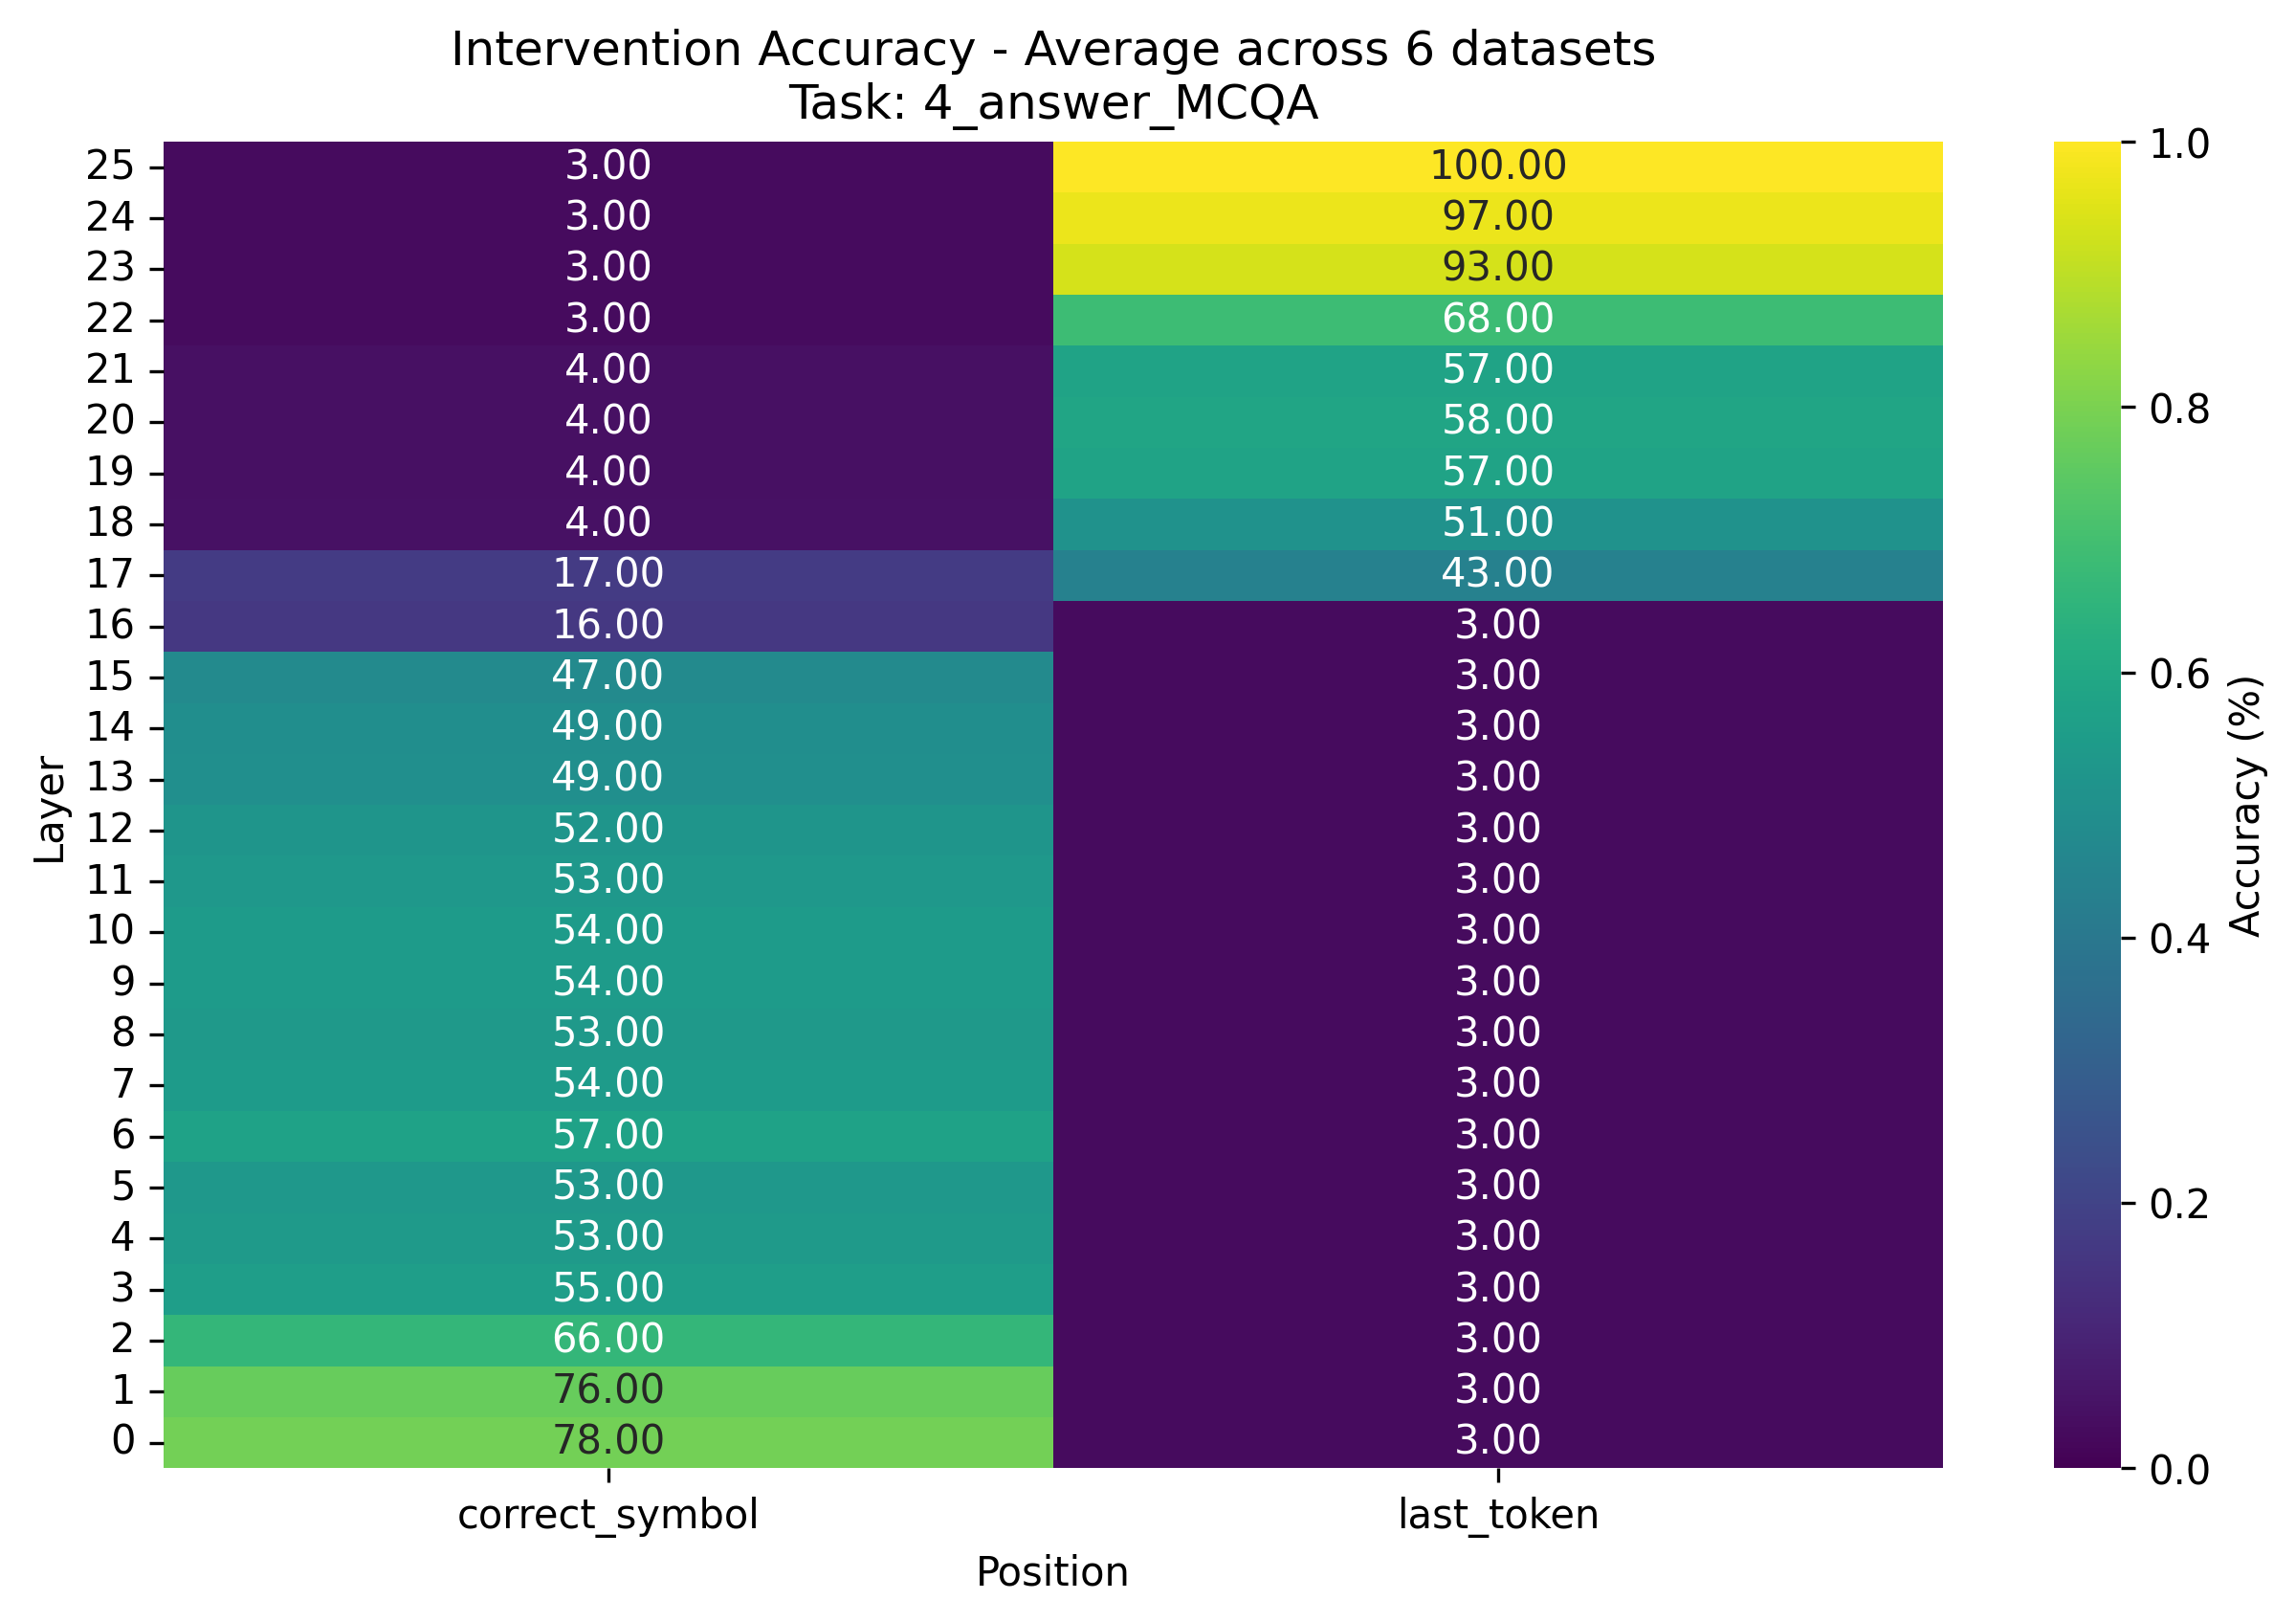 Intervention Accuracy - Average across 6 datasets
Task: 4_answer_MCQA
25 3.00 100.00 1.0
24 3.00 97.00
23 3.00 93.00
22 3.00 68.00
21 4.00 57.00
20 4.00 58.00 0.8
19 4.00 57.00
18 4.00 51.00
17 17.00 43.00
16 16.00 3.00
15 47.00 3.00 0.6
14 49.00 3.00
13 49.00 3.00
12 52.00 3.00
11 53.00 3.00
10 54.00 3.00 0.4
9 54.00 3.00
8 53.00 3.00
7 54.00 3.00
6 57.00 3.00
5 53.00 3.00 0.2
4 53.00 3.00
3 55.00 3.00
2 66.00 3.00
1 76.00 3.00
0 78.00 3.00 0.0
Layer
Accuracy (%)
correct_symbol last_token
Position